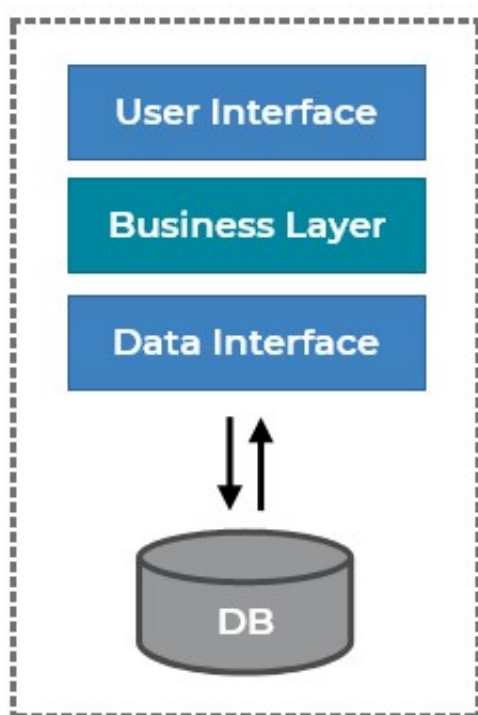 User Interface
Business Layer
Data Interface
DB